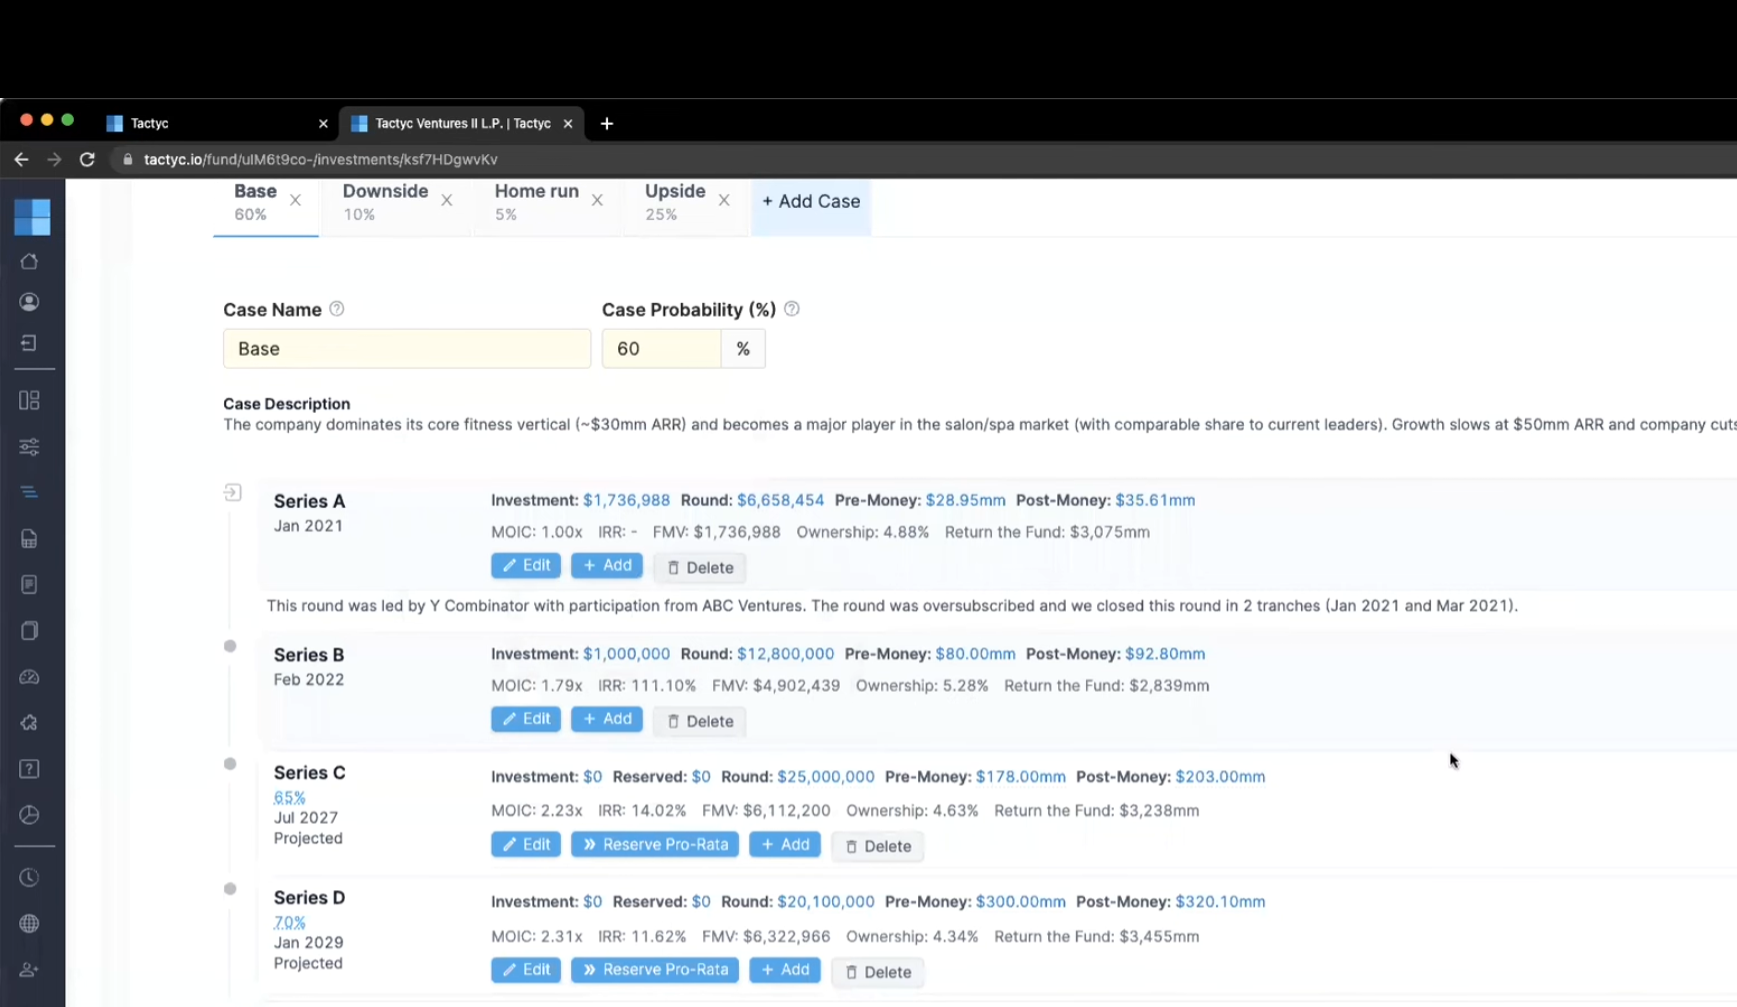 Tactyc
Tactyc Ventures II L.P. | Tactyc
tactyc.io/fund/ulM6t9co-/investments/ksf7HDgwvKv
Base Downside Home run Upside + Add Case
60% 10% 5% 25%
Case Name Case Probability (%)
Base 60 %
Case Description
The company dominates its core fitness vertical (~$30mm ARR) and becomes a major player in the salon/spa market (with comparable share to current leaders). Growth slows at $50mm ARR and company cuts
Series A Investment: $1,736,988 Round: $6,658,454 Pre-Money: $28.95mm Post-Money: $35.61mm
Jan 2021 MOIC: 1.00x IRR: - FMV: $1,736,988 Ownership: 4.88% Return the Fund: $3,075mm
Edit + Add Delete
This round was led by Y Combinator with participation from ABC Ventures. The round was oversubscribed and we closed this round in 2 tranches (Jan 2021 and Mar 2021).
Series B Investment: $1,000,000 Round: $12,800,000 Pre-Money: $80.00mm Post-Money: $92.80mm
Feb 2022 MOIC: 1.79x IRR: 111.10% FMV: $4,902,439 Ownership: 5.28% Return the Fund: $2,839mm
Edit + Add Delete
Series C Investment: $0 Reserved: $0 Round: $25,000,000 Pre-Money: $178.00mm Post-Money: $203.00mm
65%
Jul 2027 MOIC: 2.23x IRR: 14.02% FMV: $6,112,200 Ownership: 4.63% Return the Fund: $3,238mm
Projected Edit » Reserve Pro-Rata + Add Delete
Series D Investment: $0 Reserved: $0 Round: $20,100,000 Pre-Money: $300.00mm Post-Money: $320.10mm
70%
Jan 2029 MOIC: 2.31x IRR: 11.62% FMV: $6,322,966 Ownership: 4.34% Return the Fund: $3,455mm
Projected Edit » Reserve Pro-Rata + Add Delete